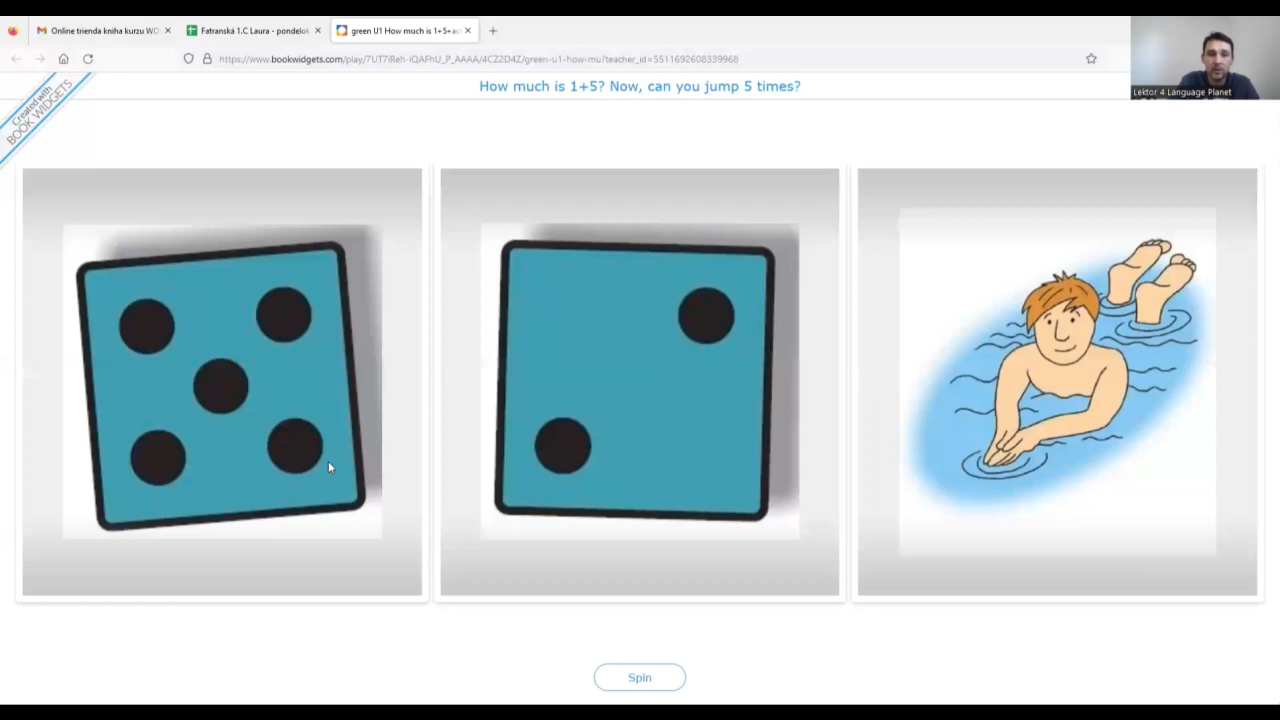 Online trienda kniha kurzu WO
Fatranská 1.C Laura - pondelok
green U1 How much is 1+5+ac
https://www.bookwidgets.com/play/7UT7iReh-iQAFhU_P_AAAA/4CZ2D4Z/green-u1-how-mu?teacher_id=5511692608339968
Lektor 4 Language Planet
How much is 1+5? Now, can you jump 5 times?
Created with
BOOK WIDGETS
Spin